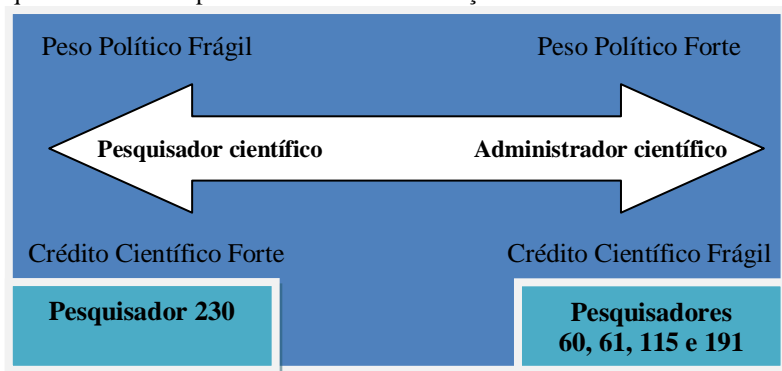 Peso Político Frágil
Peso Político Forte
Pesquisador científico
Administrador científico
Crédito Científico Forte
Crédito Científico Frágil
Pesquisador 230
Pesquisadores
60, 61, 115 e 191